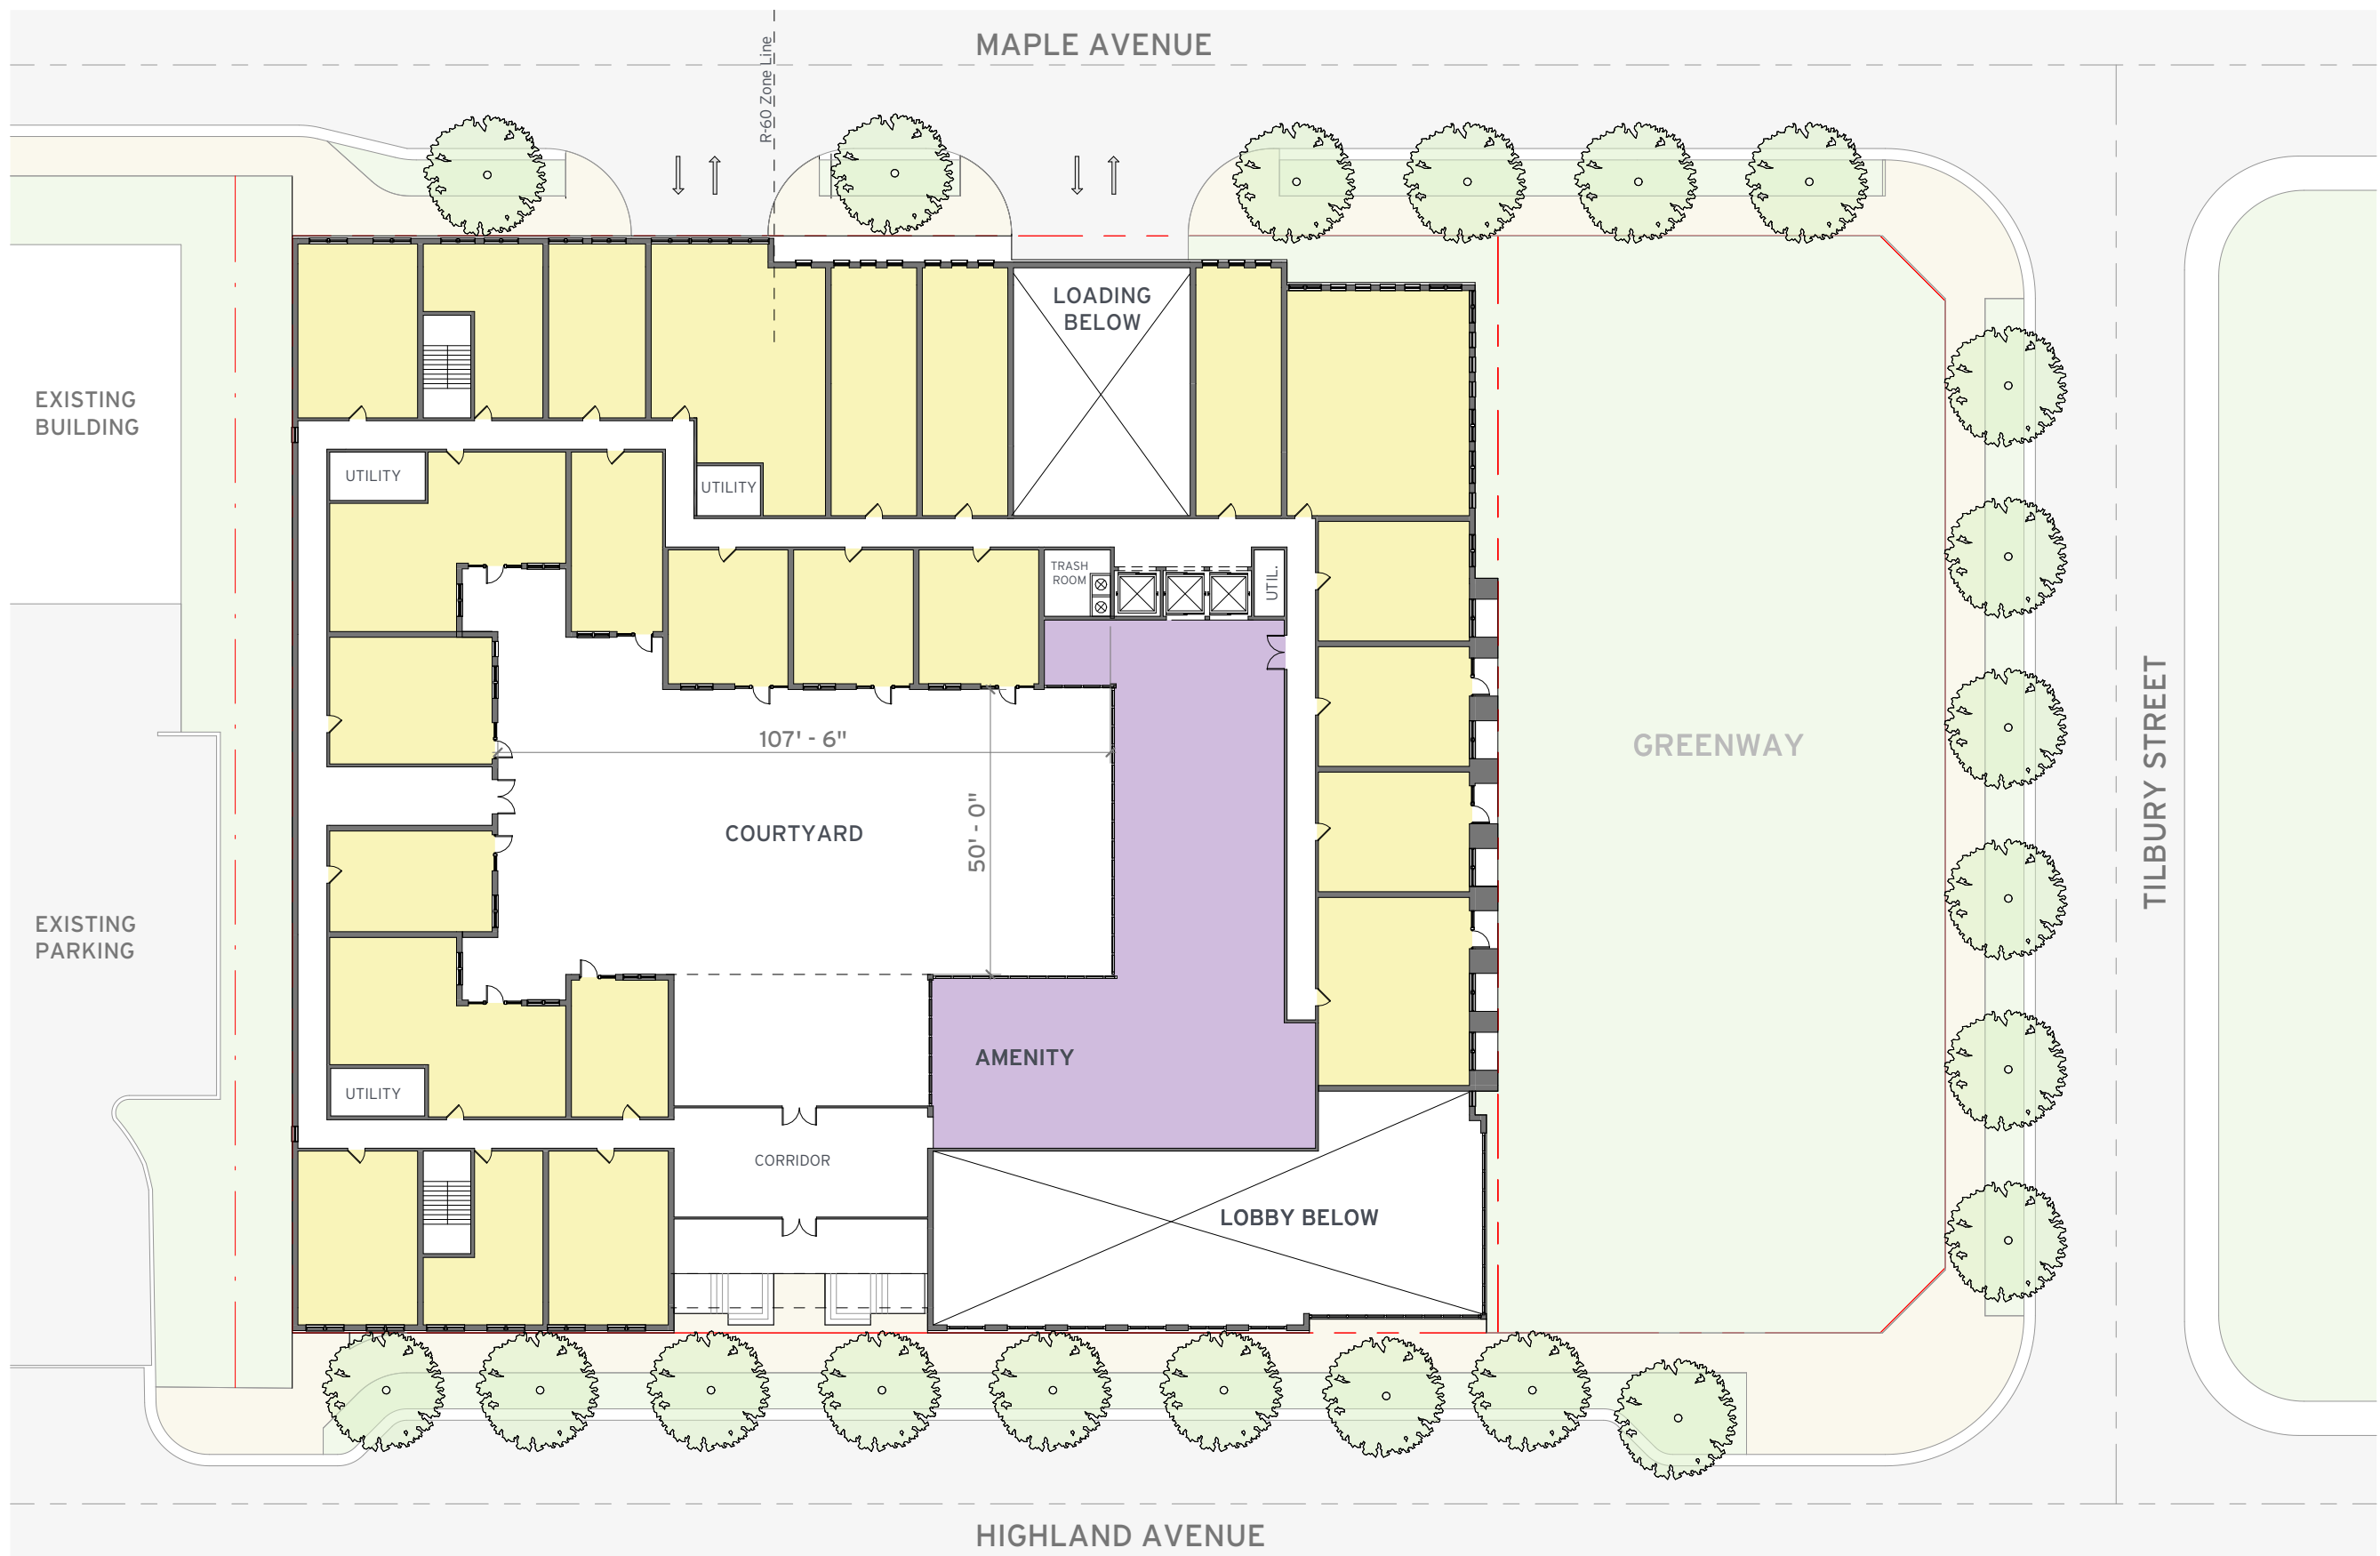 MAPLE AVENUE
R-60 Zone Line
LOADING
BELOW
EXISTING
BUILDING
UTILITY
UTILITY
TRASH
ROOM
UTIL.
107' - 6"
GREENWAY
TILBURY STREET
COURTYARD
50' - 0"
EXISTING
PARKING
AMENITY
UTILITY
CORRIDOR
LOBBY BELOW
HIGHLAND AVENUE